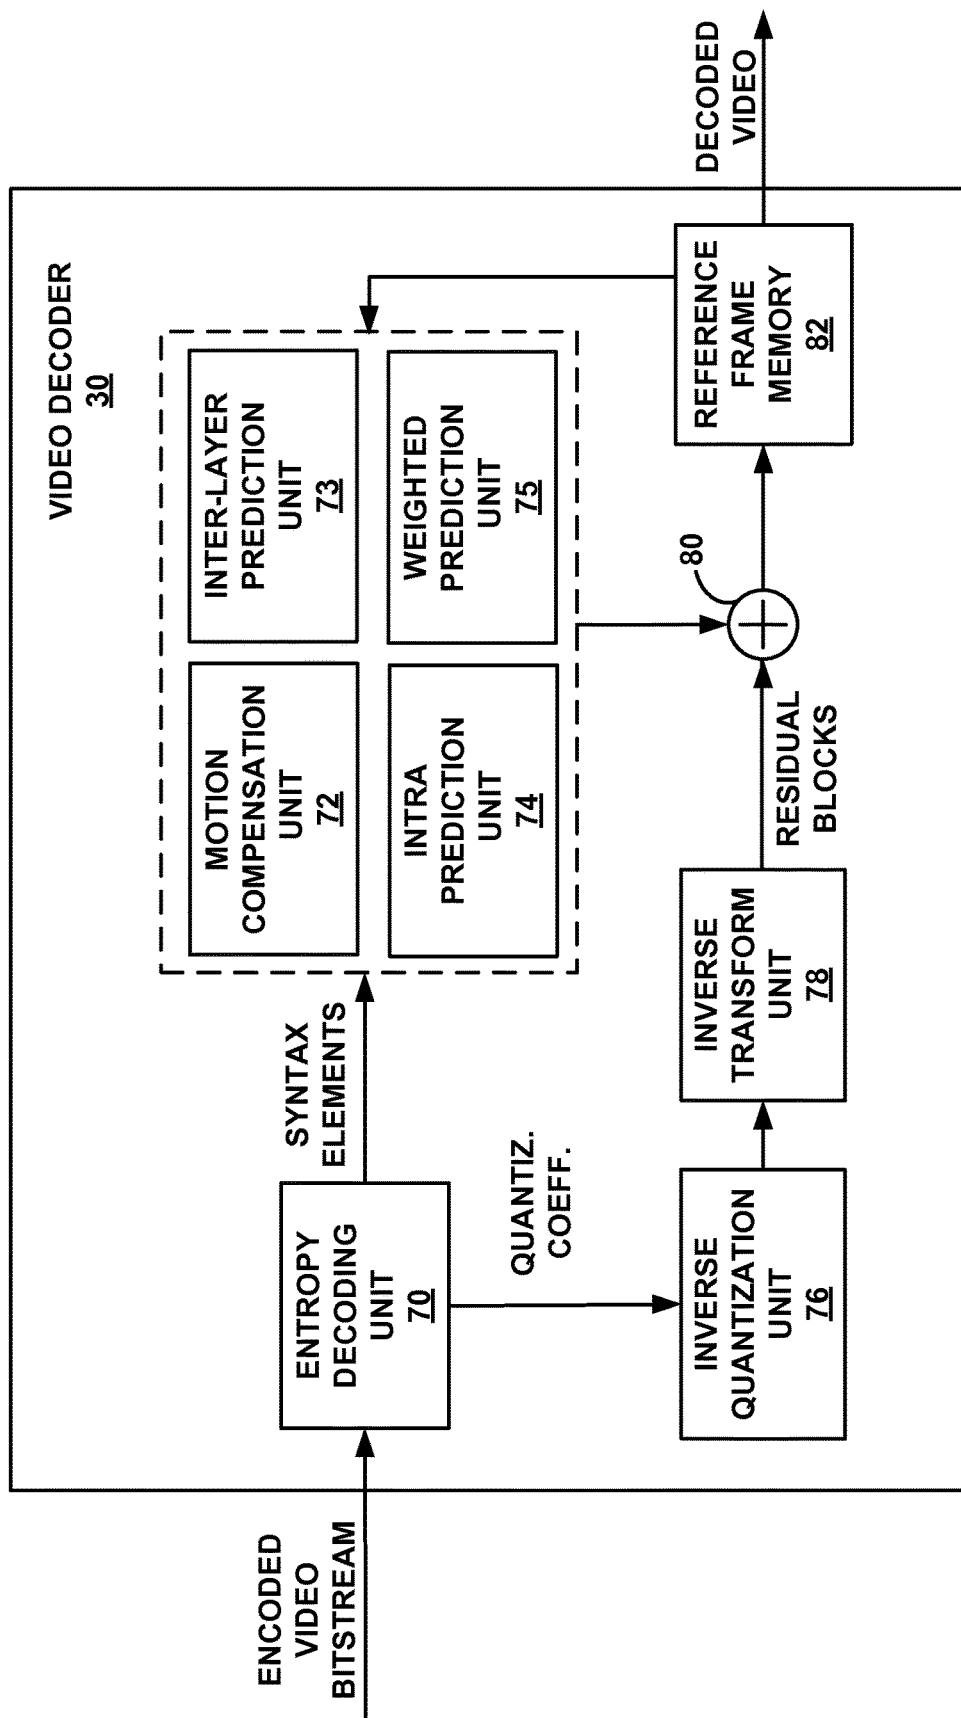 VIDEO DECODER
30
ENCODED
VIDEO
BITSTREAM
ENTROPY
DECODING
UNIT
70
SYNTAX
ELEMENTS
QUANTIZ.
COEFF.
MOTION
COMPENSATION
UNIT
72
INTER-LAYER
PREDICTION
UNIT
73
INTRA
PREDICTION
UNIT
74
WEIGHTED
PREDICTION
UNIT
75
INVERSE
QUANTIZATION
UNIT
76
INVERSE
TRANSFORM
UNIT
78
RESIDUAL
BLOCKS
80
REFERENCE
FRAME
MEMORY
82
DECODED
VIDEO